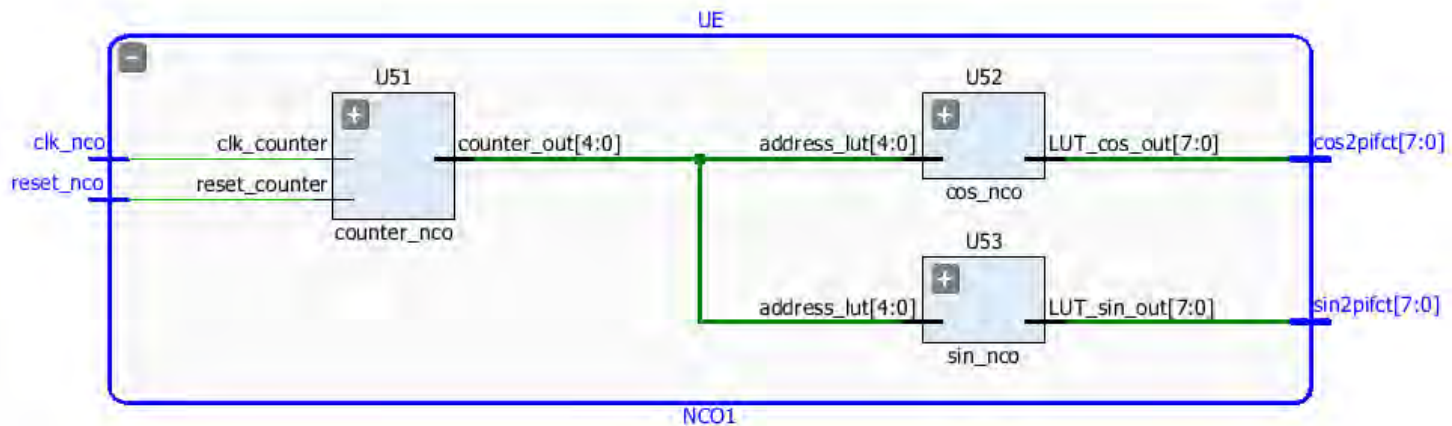 UE
U51
U52
clk_nco
clk_counter
counter_out[4:0]
address_lut[4:0]
LUT_cos_out[7:0]
cos2pifct[7:0]
reset_nco
reset_counter
cos_nco
counter_nco
U53
address_lut[4:0]
LUT_sin_out[7:0]
sin2pifct[7:0]
sin_nco
NCO1